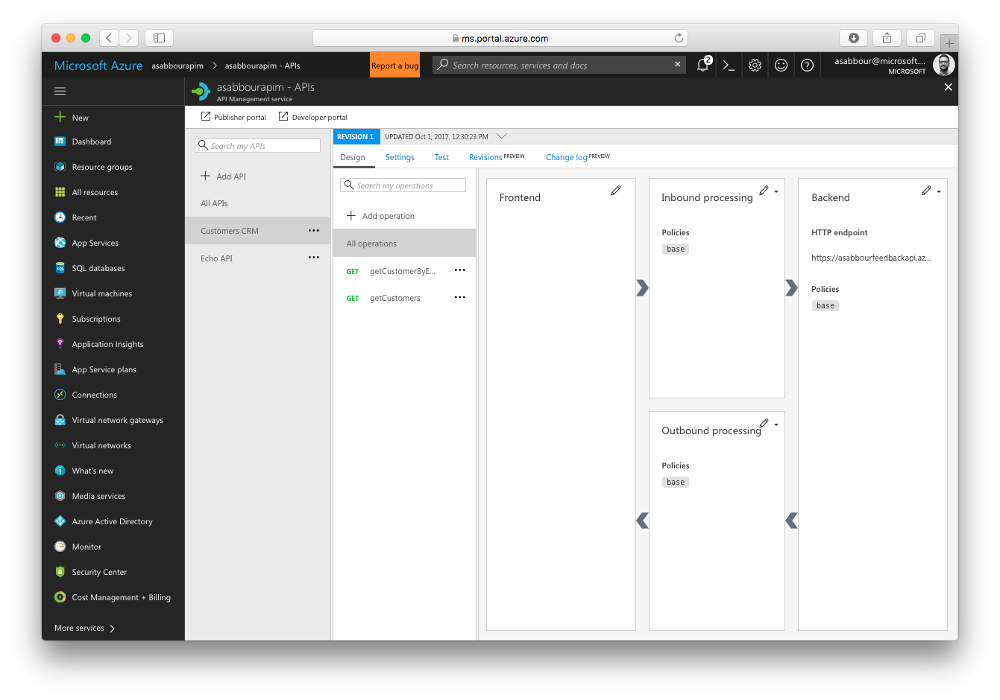 ms.portal.azure.com
Microsoft Azure asabbourapim > asabbourapim - APIs
Report a bug
Search resources, services and docs
2
asabbour@microsoft....
MICROSOFT
asabbourapim - APIs
API Management service
Publisher portal
Developer portal
New
Dashboard
Resource groups
All resources
Recent
App Services
SQL databases
Virtual machines
Subscriptions
Application Insights
App Service plans
Connections
Virtual network gateways
Virtual networks
What's new
Media services
Azure Active Directory
Monitor
Security Center
Cost Management + Billing
More services >
Search my APIs
Add API
All APIs
Customers CRM
Echo API
REVISION 1 UPDATED Oct 1, 2017, 12:30:23 PM
Design Settings Test Revisions PREVIEW Change log PREVIEW
Search my operations
Add operation
All operations
GET getCustomerByE...
GET getCustomers
Frontend
Inbound processing
Policies
base
Outbound processing
Policies
base
Backend
HTTP endpoint
https://asabbourfeedbackapi.az...
Policies
base